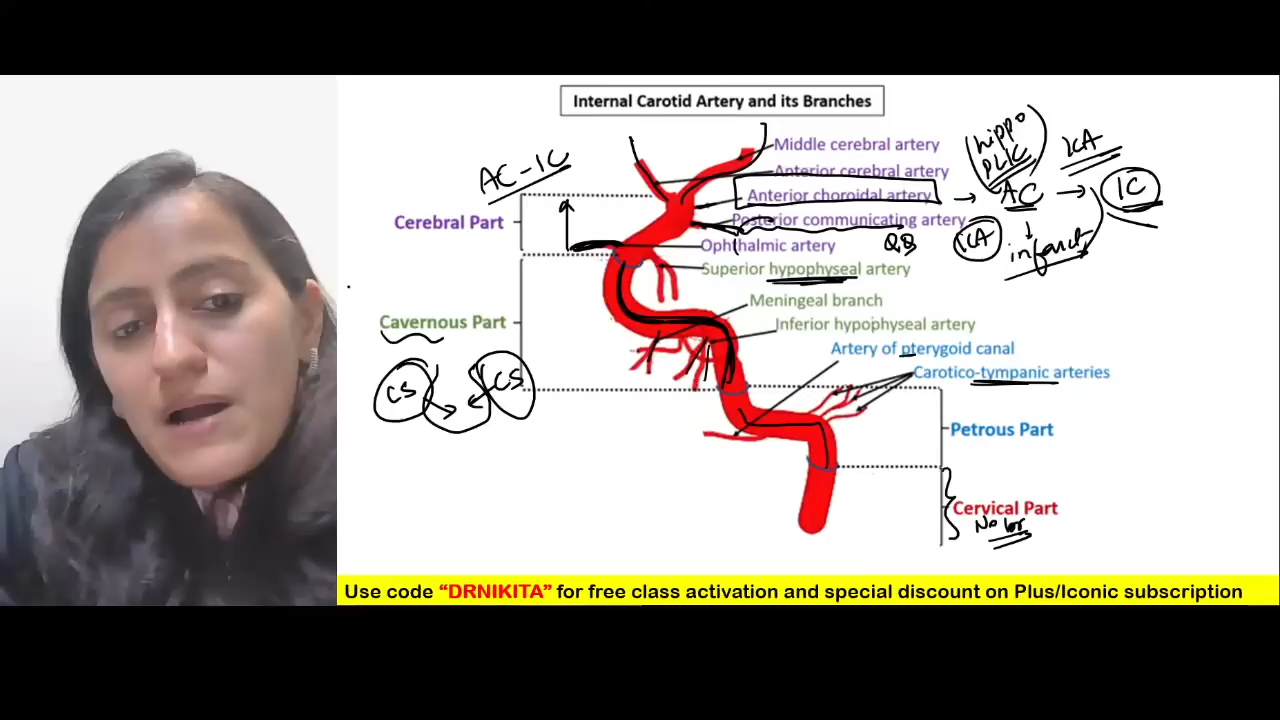 Internal Carotid Artery and its Branches
Middle cerebral artery
Anterior cerebral artery
Anterior choroidal artery
Posterior communicating artery
Ophthalmic artery
Superior hypophyseal artery
Meningeal branch
Inferior hypophyseal artery
Artery of pterygoid canal
Carotico-tympanic arteries
AC-IC
Cerebral Part
Cavernous Part
CS
CS
(hippo
PLIC
ICA
AC → IC
ICA
infarct
Petrous Part
Cervical Part
No br.
Use code “DRNIKITA” for free class activation and special discount on Plus/Iconic subscription